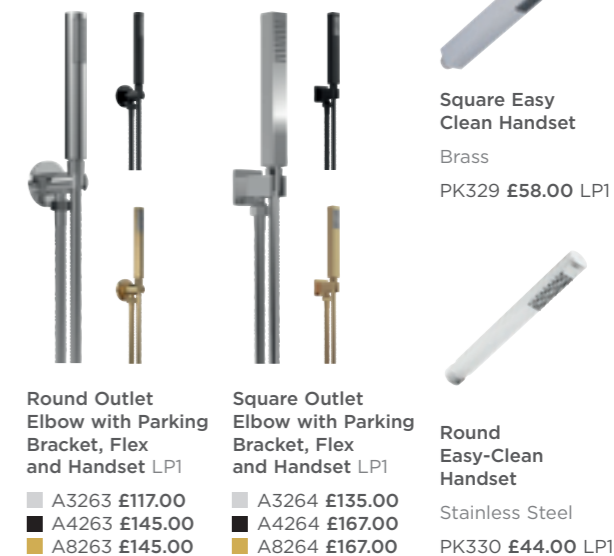 Round Outlet
Elbow with Parking
Bracket, Flex
and Handset LP1
A3263 £117.00
A4263 £145.00
A8263 £145.00
Square Outlet
Elbow with Parking
Bracket, Flex
and Handset LP1
A3264 £135.00
A4264 £167.00
A8264 £167.00
Square Easy
Clean Handset
Brass
PK329 £58.00 LP1
Round
Easy-Clean
Handset
Stainless Steel
PK330 £44.00 LP1